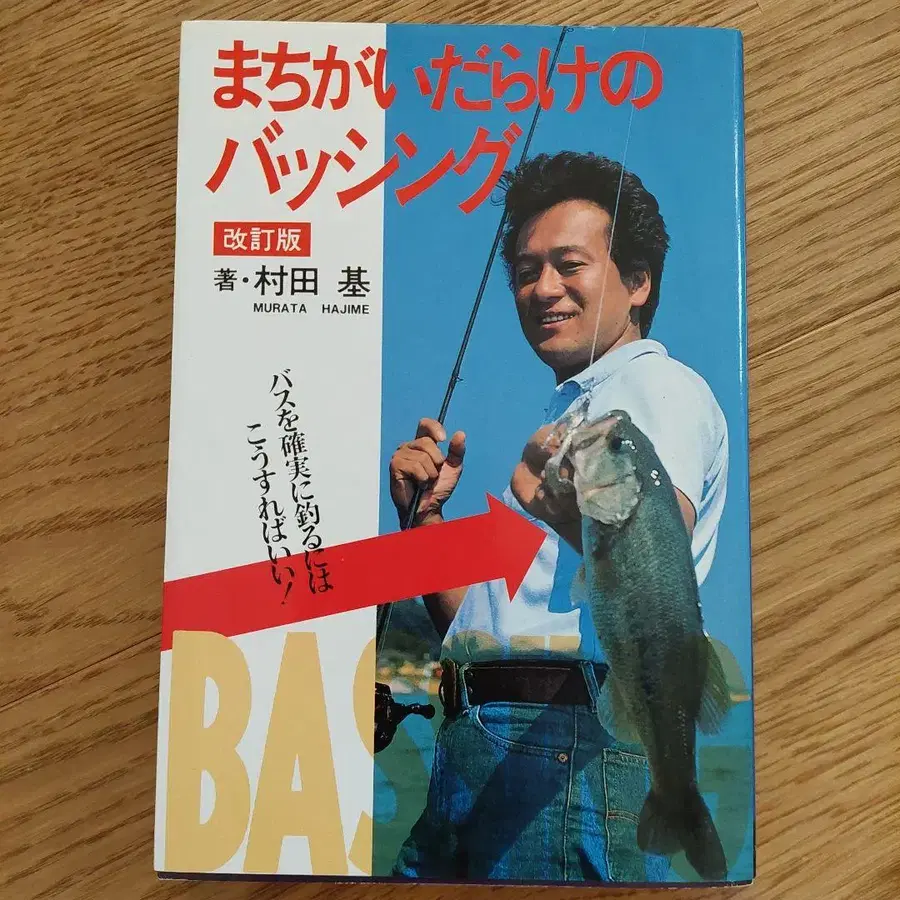 まちがいだらけの
バッシング
改訂版
著・村田 基
MURATA HAJIME
バスを確実に釣るには
こうすればいい!
BASSING